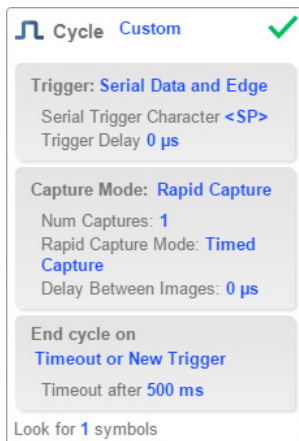 Cycle Custom
Trigger: Serial Data and Edge
Serial Trigger Character <SP>
Trigger Delay 0 µs
Capture Mode: Rapid Capture
Num Captures: 1
Rapid Capture Mode: Timed
Capture
Delay Between Images: 0 µs
End cycle on
Timeout or New Trigger
Timeout after 500 ms
Look for 1 symbols